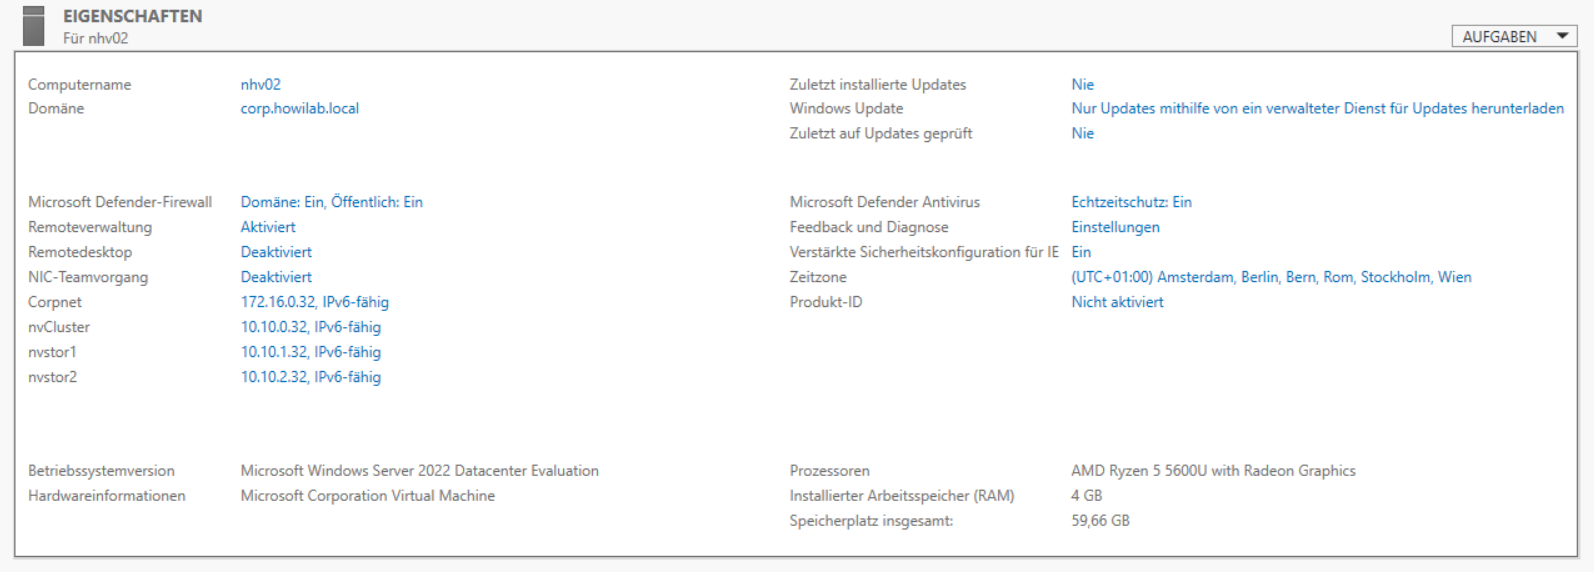 EIGENSCHAFTEN
Für nhv02
AUFGABEN
Computername nhv02
Domäne corp.howilab.local
Zuletzt installierte Updates Nie
Windows Update Nur Updates mithilfe von ein verwalteter Dienst für Updates herunterladen
Zuletzt auf Updates geprüft Nie
Microsoft Defender-Firewall Domäne: Ein, Öffentlich: Ein
Remoteverwaltung Aktiviert
Remotedesktop Deaktiviert
NIC-Teamvorgang Deaktiviert
Corpnet 172.16.0.32, IPv6-fähig
nvCluster 10.10.0.32, IPv6-fähig
nvstor1 10.10.1.32, IPv6-fähig
nvstor2 10.10.2.32, IPv6-fähig
Microsoft Defender Antivirus Echtzeitschutz: Ein
Feedback und Diagnose Einstellungen
Verstärkte Sicherheitskonfiguration für IE Ein
Zeitzone (UTC+01:00) Amsterdam, Berlin, Bern, Rom, Stockholm, Wien
Produkt-ID Nicht aktiviert
Betriebssystemversion Microsoft Windows Server 2022 Datacenter Evaluation
Hardwareinformationen Microsoft Corporation Virtual Machine
Prozessoren AMD Ryzen 5 5600U with Radeon Graphics
Installierter Arbeitsspeicher (RAM) 4 GB
Speicherplatz insgesamt: 59,66 GB